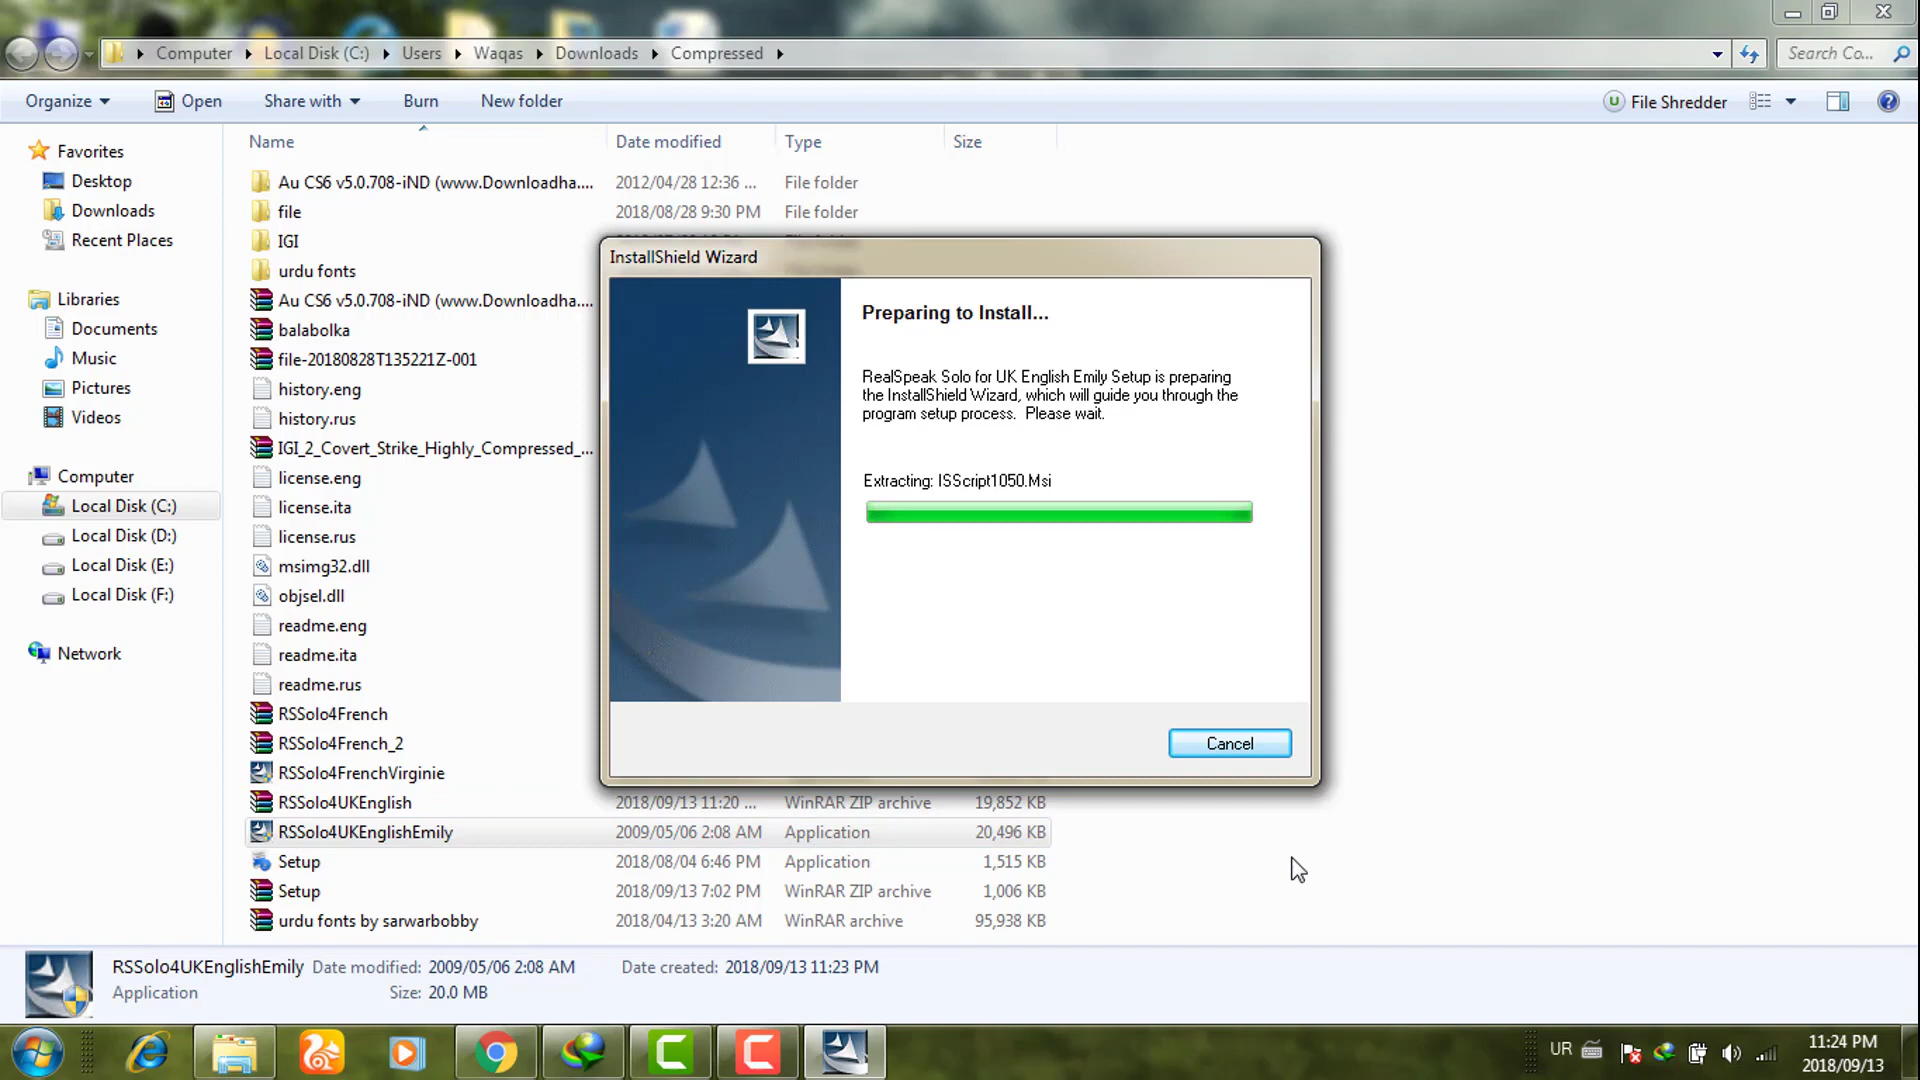 Computer Local Disk (C:) Users Waqas Downloads Compressed
Search Co...
Organize Open Share with Burn New folder File Shredder
Name Date modified Type Size
Favorites
Desktop
Downloads
Recent Places
Libraries
Documents
Music
Pictures
Videos
Computer
Local Disk (C:)
Local Disk (D:)
Local Disk (E:)
Local Disk (F:)
Network
Au CS6 v5.0.708-iND (www.Downloadha.... 2012/04/28 12:36 ... File folder
file 2018/08/28 9:30 PM File folder
IGI
urdu fonts
Au CS6 v5.0.708-iND (www.Downloadha....
balabolka
file-20180828T135221Z-001
history.eng
history.rus
IGI_2_Covert_Strike_Highly_Compressed_...
license.eng
license.ita
license.rus
msimg32.dll
objsel.dll
readme.eng
readme.ita
readme.rus
RSSolo4French
RSSolo4French_2
RSSolo4FrenchVirginie
RSSolo4UKEnglish 2018/09/13 11:20 ... WinRAR ZIP archive 19,852 KB
RSSolo4UKEnglishEmily 2009/05/06 2:08 AM Application 20,496 KB
Setup 2018/08/04 6:46 PM Application 1,515 KB
Setup 2018/09/13 7:02 PM WinRAR ZIP archive 1,006 KB
urdu fonts by sarwarbobby 2018/04/13 3:20 AM WinRAR archive 95,938 KB
InstallShield Wizard
Preparing to Install...
RealSpeak Solo for UK English Emily Setup is preparing
the InstallShield Wizard, which will guide you through the
program setup process. Please wait.
Extracting: ISScript1050.Msi
Cancel
RSSolo4UKEnglishEmily Date modified: 2009/05/06 2:08 AM Date created: 2018/09/13 11:23 PM
Application Size: 20.0 MB
UR
11:24 PM
2018/09/13